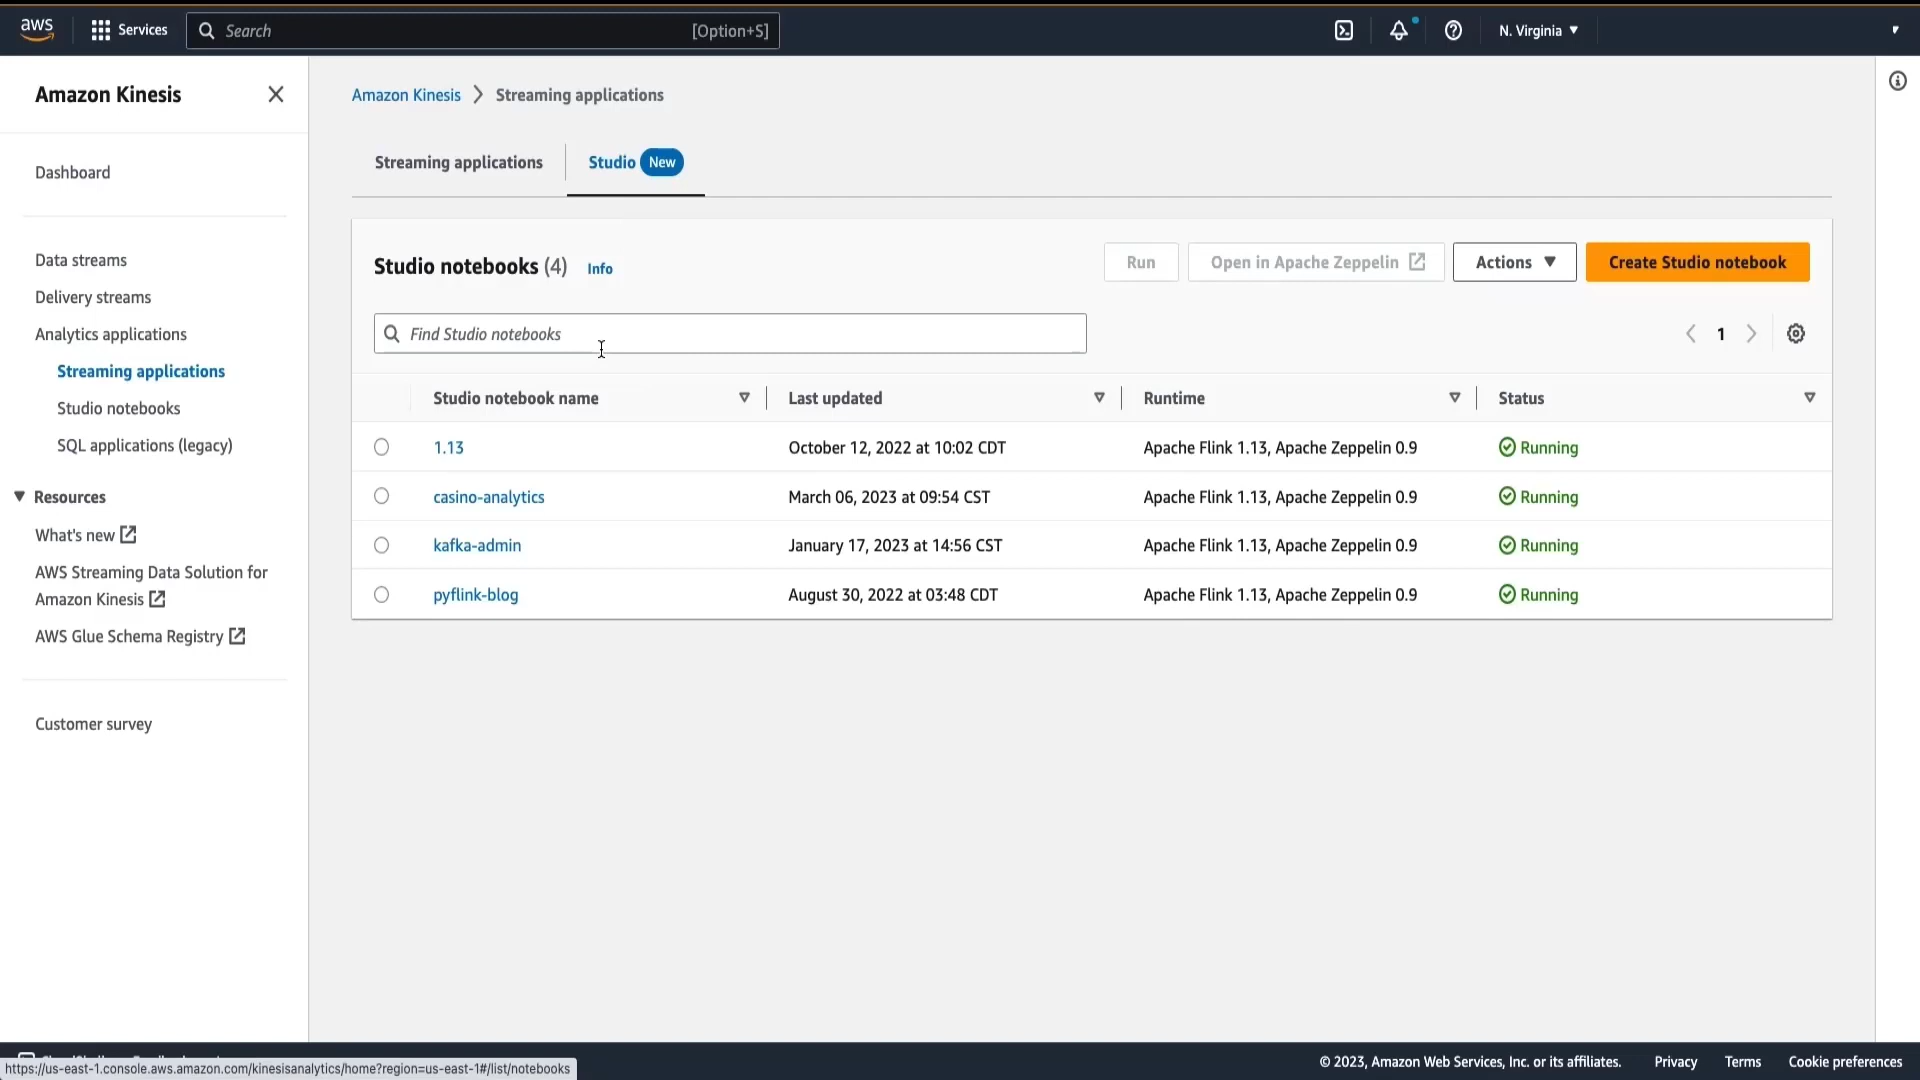 aws
Services
Search
[Option+S]
N. Virginia
Amazon Kinesis
Dashboard
Data streams
Delivery streams
Analytics applications
Streaming applications
Studio notebooks
SQL applications (legacy)
Resources
What's new
AWS Streaming Data Solution for
Amazon Kinesis
AWS Glue Schema Registry
Customer survey
Amazon Kinesis > Streaming applications
Streaming applications
Studio New
Studio notebooks (4) Info
Run
Open in Apache Zeppelin
Actions
Create Studio notebook
Find Studio notebooks
1
Studio notebook name Last updated Runtime Status
1.13 October 12, 2022 at 10:02 CDT Apache Flink 1.13, Apache Zeppelin 0.9 Running
casino-analytics March 06, 2023 at 09:54 CST Apache Flink 1.13, Apache Zeppelin 0.9 Running
kafka-admin January 17, 2023 at 14:56 CST Apache Flink 1.13, Apache Zeppelin 0.9 Running
pyflink-blog August 30, 2022 at 03:48 CDT Apache Flink 1.13, Apache Zeppelin 0.9 Running
https://us-east-1.console.aws.amazon.com/kinesisanalytics/home?region=us-east-1#/list/notebooks
© 2023, Amazon Web Services, Inc. or its affiliates. Privacy Terms Cookie preferences